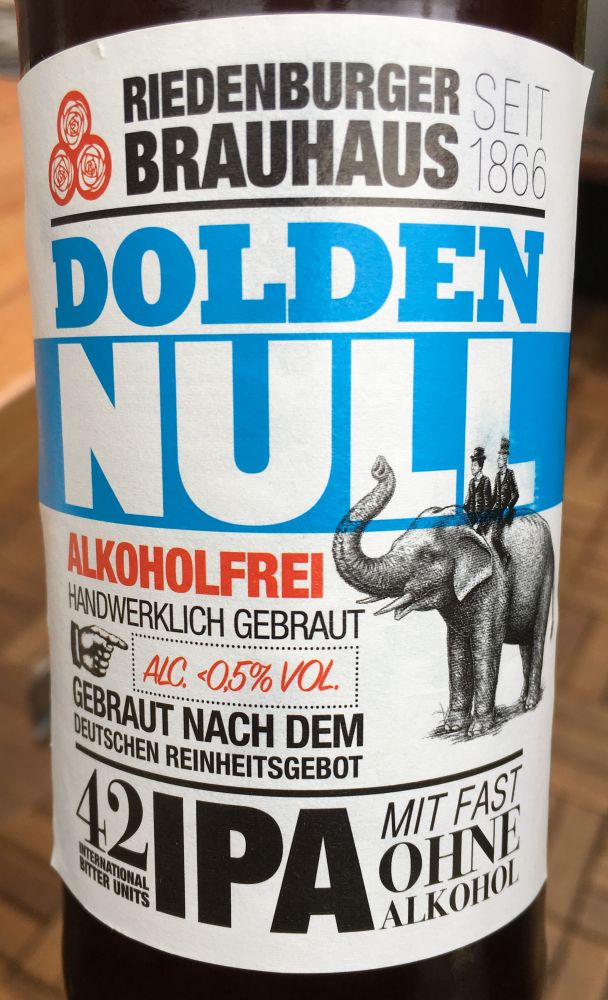 RIEDENBURGER
BRAUHAUS
SEIT
1866
DOLDEN
NULL
ALKOHOLFREI
HANDWERKLICH GEBRAUT
ALC. <0,5% VOL.
GEBRAUT NACH DEM
DEUTSCHEN REINHEITSGEBOT
42
INTERNATIONAL
BITTER UNITS
IPA
MIT FAST
OHNE
ALKOHOL